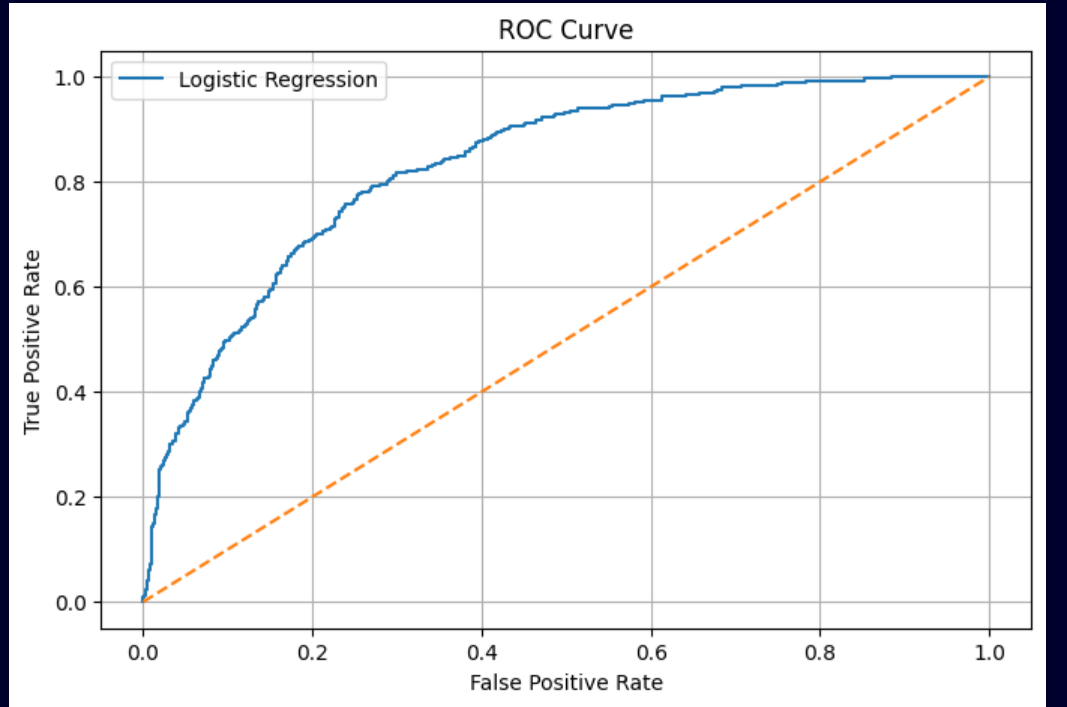 ROC Curve
Logistic Regression
1.0
0.8
0.6
0.4
0.2
0.0
True Positive Rate
0.0 0.2 0.4 0.6 0.8 1.0
False Positive Rate